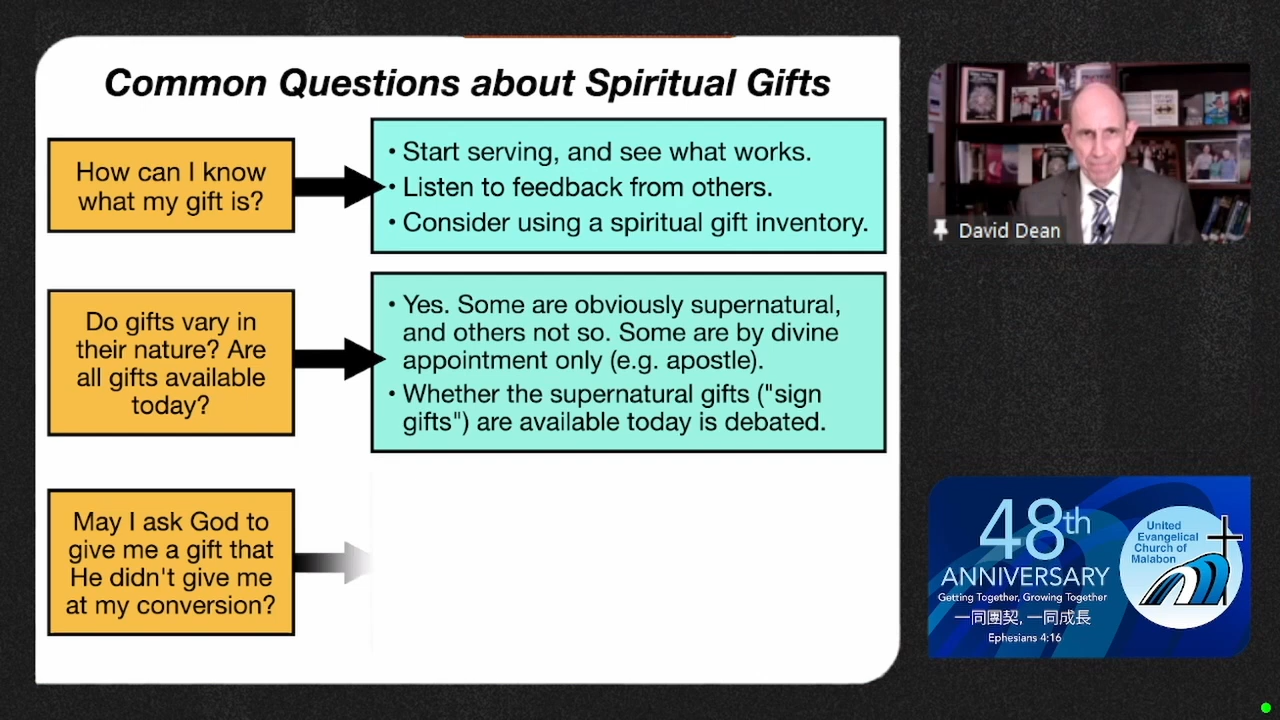 Common Questions about Spiritual Gifts
How can I know
what my gift is?
• Start serving, and see what works.
• Listen to feedback from others.
• Consider using a spiritual gift inventory.
Do gifts vary in
their nature? Are
all gifts available
today?
• Yes. Some are obviously supernatural,
and others not so. Some are by divine
appointment only (e.g. apostle).
• Whether the supernatural gifts ("sign
gifts") are available today is debated.
May I ask God to
give me a gift that
He didn't give me
at my conversion?
David Dean
48th
ANNIVERSARY
Getting Together, Growing Together
一同團契, 一同成長
Ephesians 4:16
United
Evangelical
Church of
Malabon